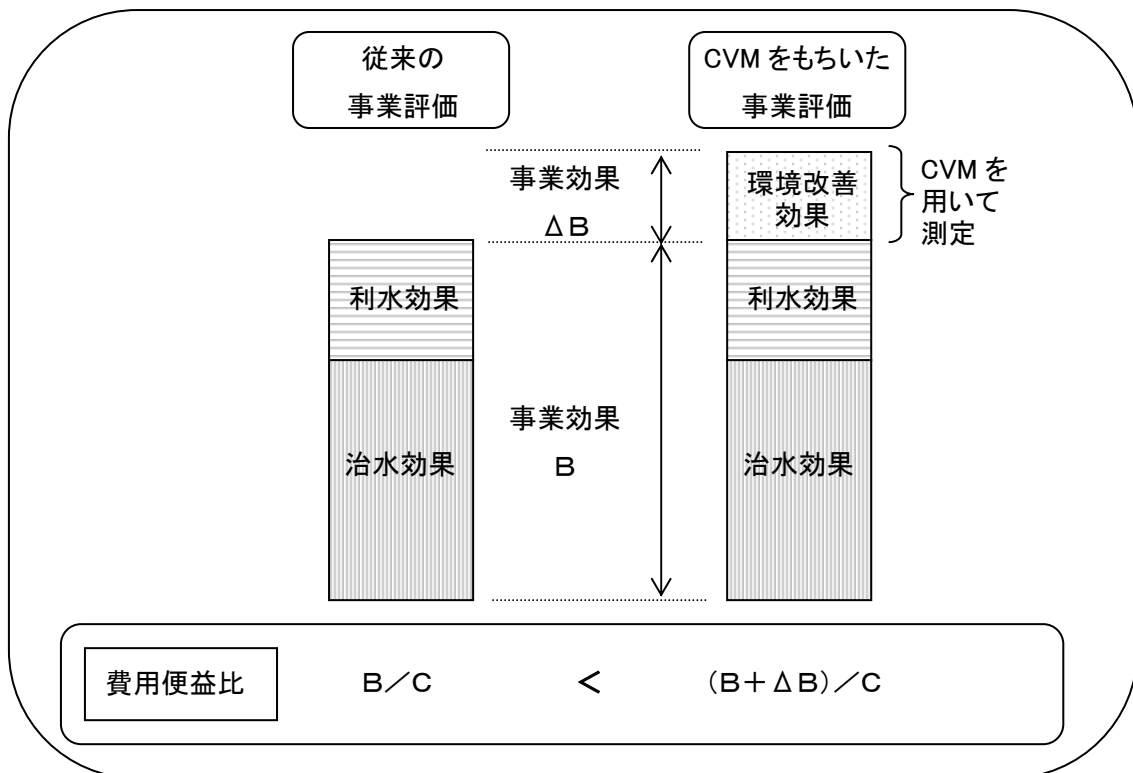 従来の
事業評価
CVMをもちいた
事業評価
事業効果
ΔB
環境改善
効果
CVMを
用いて
測定
利水効果
利水効果
事業効果
B
治水効果
治水効果
費用便益比
B/C
<
(B+ΔB)/C